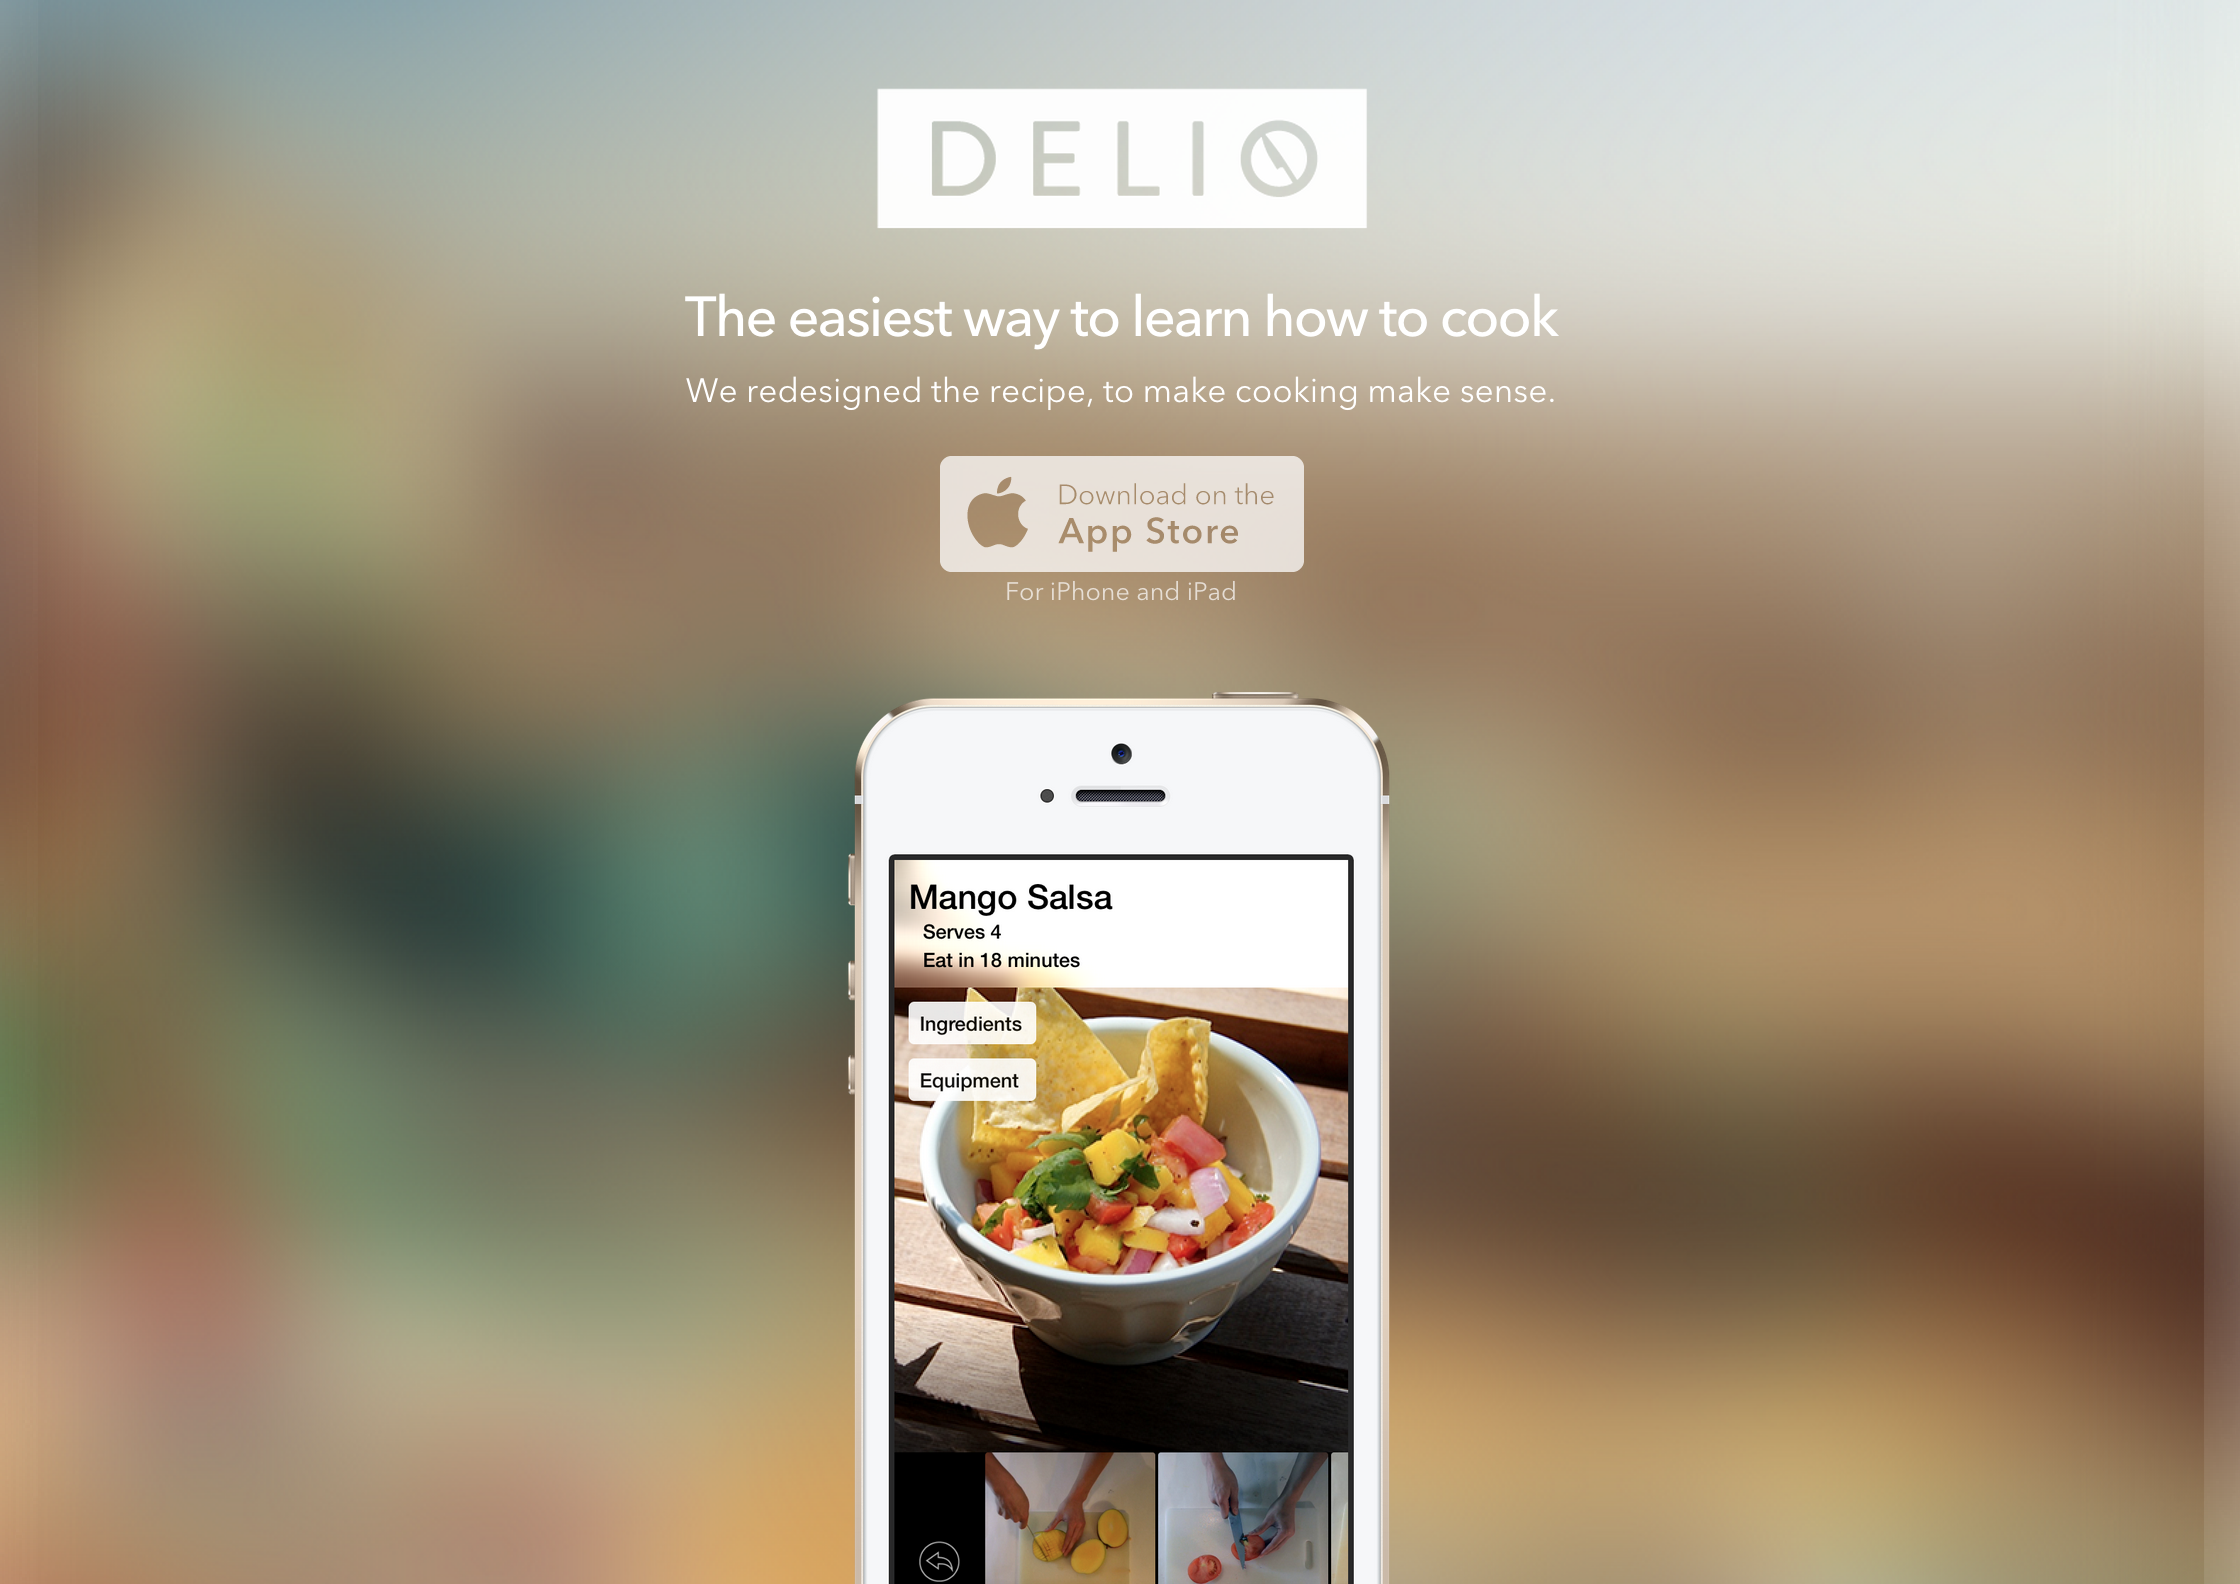 DELIO
The easiest way to learn how to cook
We redesigned the recipe, to make cooking make sense.
Download on the
App Store
For iPhone and iPad
Mango Salsa
Serves 4
Eat in 18 minutes
Ingredients
Equipment